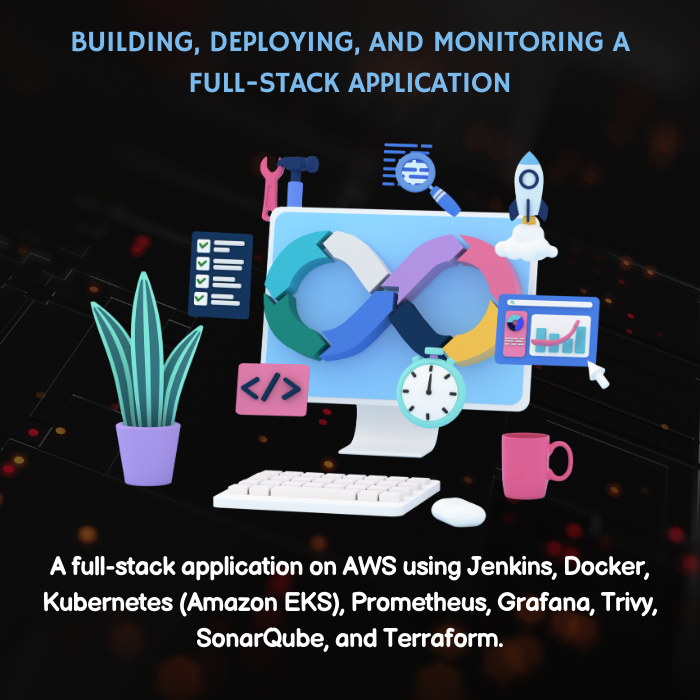 BUILDING, DEPLOYING, AND MONITORING A
FULL-STACK APPLICATION
</>
A full-stack application on AWS using Jenkins, Docker,
Kubernetes (Amazon EKS), Prometheus, Grafana, Trivy,
SonarQube, and Terraform.